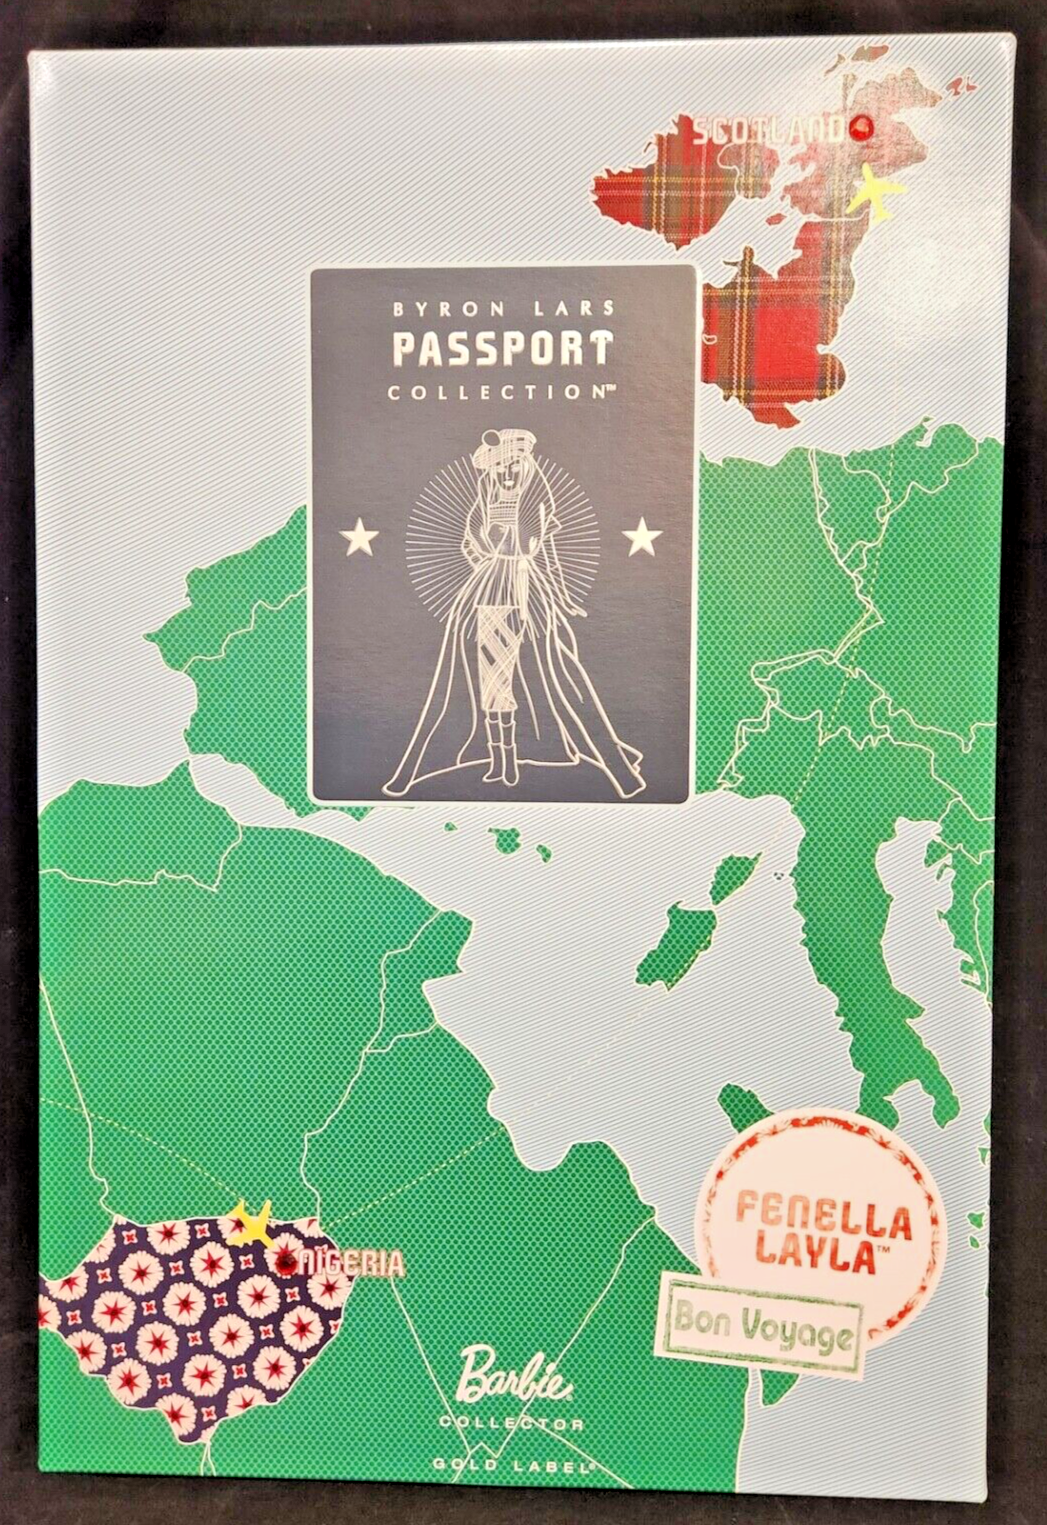 SCOTLAND
BYRON LARS
PASSPORT
COLLECTION™
FENELLA
LAYLA™
Bon Voyage
NIGERIA
Barbie
COLLECTOR
GOLD LABEL®